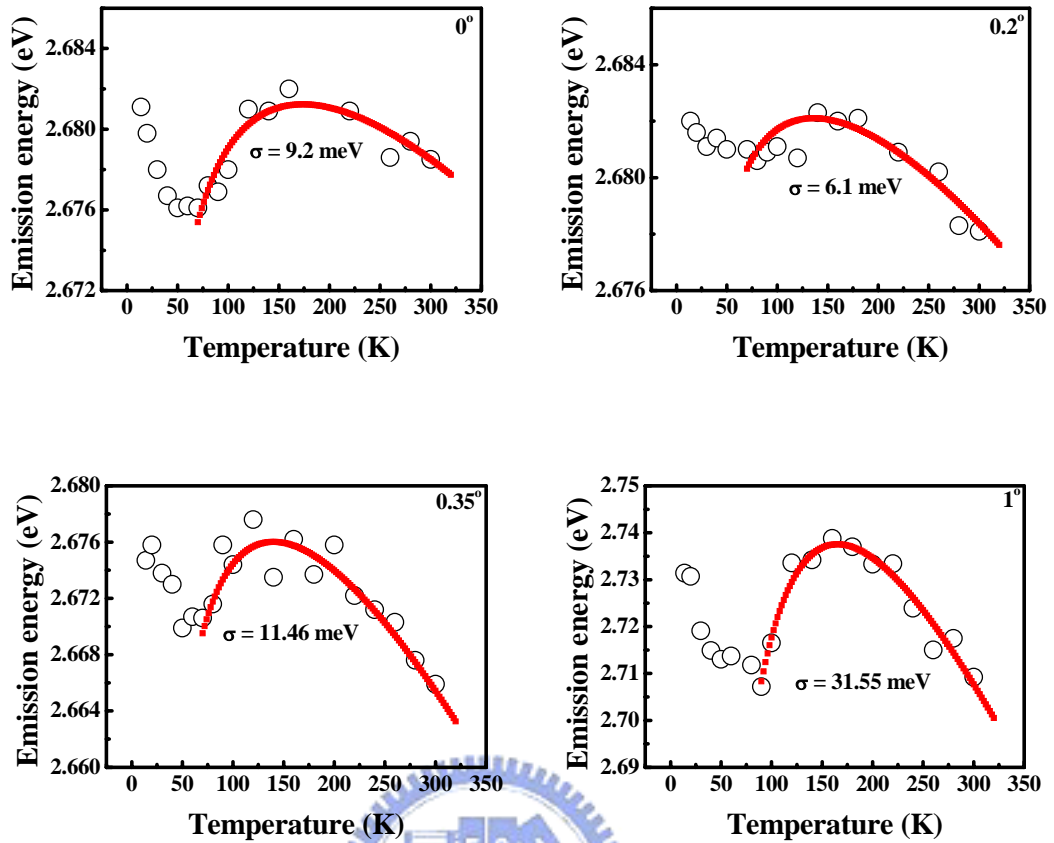 0°
Emission energy (eV)
2.684
2.680
2.676
2.672
σ = 9.2 meV
0 50 100 150 200 250 300 350
Temperature (K)
0.2°
Emission energy (eV)
2.684
2.680
2.676
σ = 6.1 meV
0 50 100 150 200 250 300 350
Temperature (K)
0.35°
Emission energy (eV)
2.680
2.676
2.672
2.668
2.664
2.660
σ = 11.46 meV
0 50 100 150 200 250 300 350
Temperature (K)
1°
Emission energy (eV)
2.75
2.74
2.73
2.72
2.71
2.70
2.69
σ = 31.55 meV
0 50 100 150 200 250 300 350
Temperature (K)